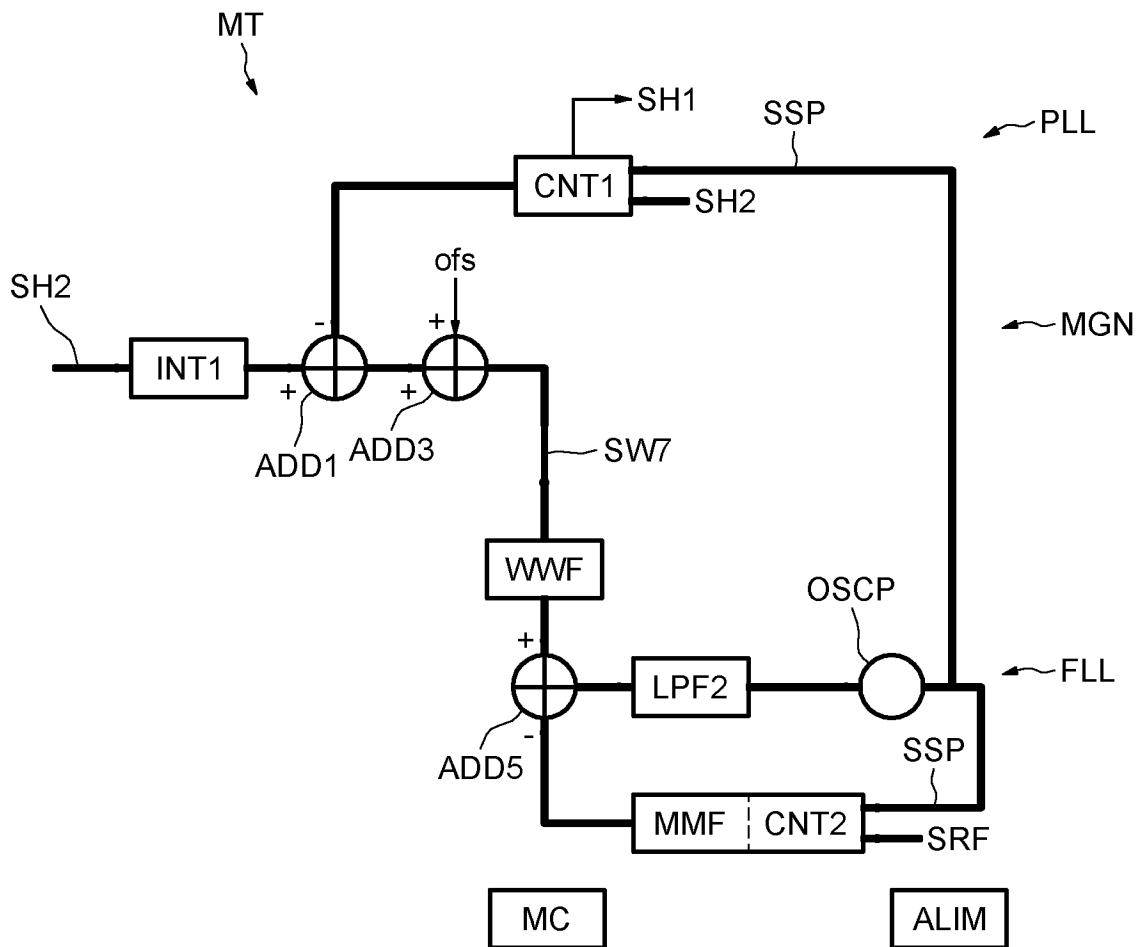 MT
SH1
SSP
PLL
CNT1
SH2
ofs
SH2
MGN
-
+
INT1
+
+
ADD1
ADD3
SW7
WWF
OSCP
+
LPF2
FLL
-
ADD5
SSP
MMF
CNT2
SRF
MC
ALIM